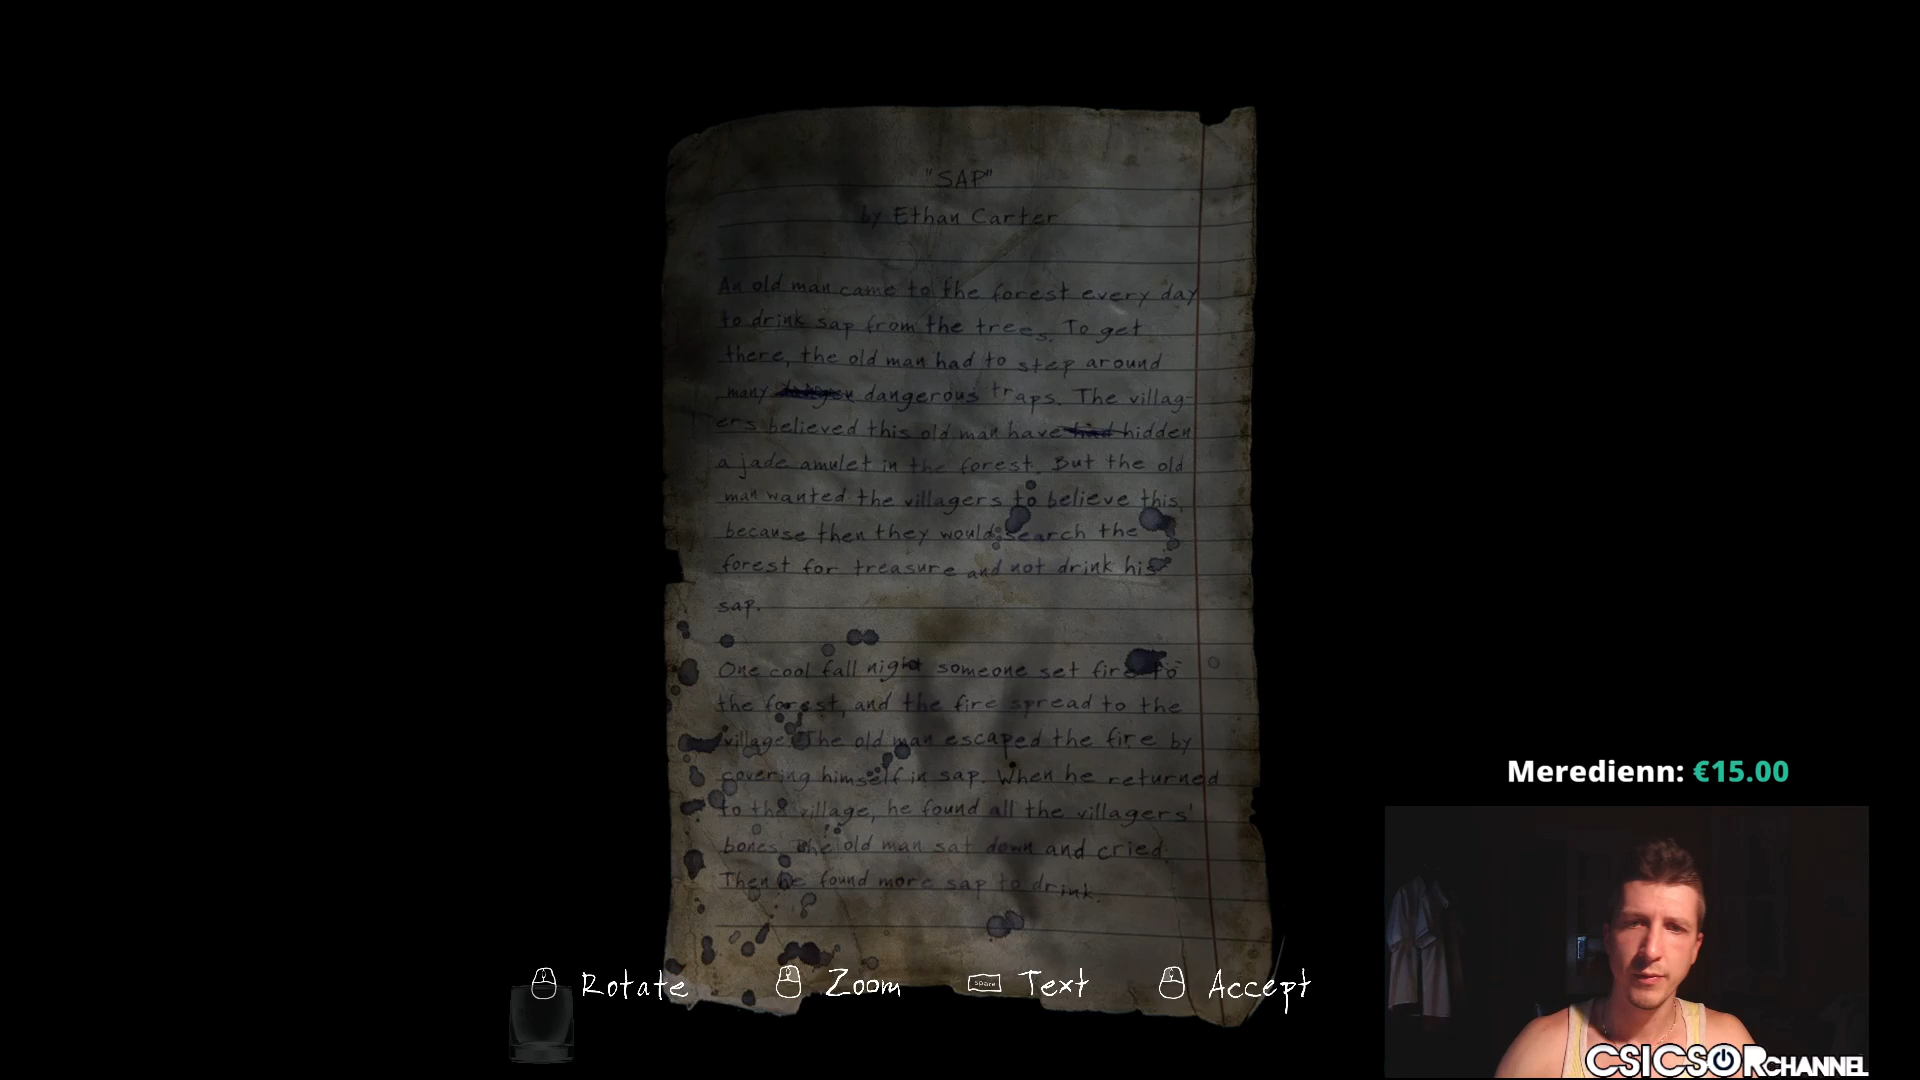 "SAP"
by Ethan Carter
An old man came to the forest every day
to drink sap from the trees. To get
there, the old man had to step around
many dangerous traps. The villag-
ers believed this old man have had hidden
a jade amulet in the forest. But the old
man wanted the villagers to believe this,
because then they would search the
forest for treasure and not drink his
sap.
One cool fall night someone set fire to
the forest, and the fire spread to the
village. The old man escaped the fire by
covering himself in sap. When he returned
to the village, he found all the villagers'
bones. The old man sat down and cried.
Then he found more sap to drink.
Rotate
Zoom
space
Text
Accept
Meredienn: €15.00
CSICSOR CHANNEL